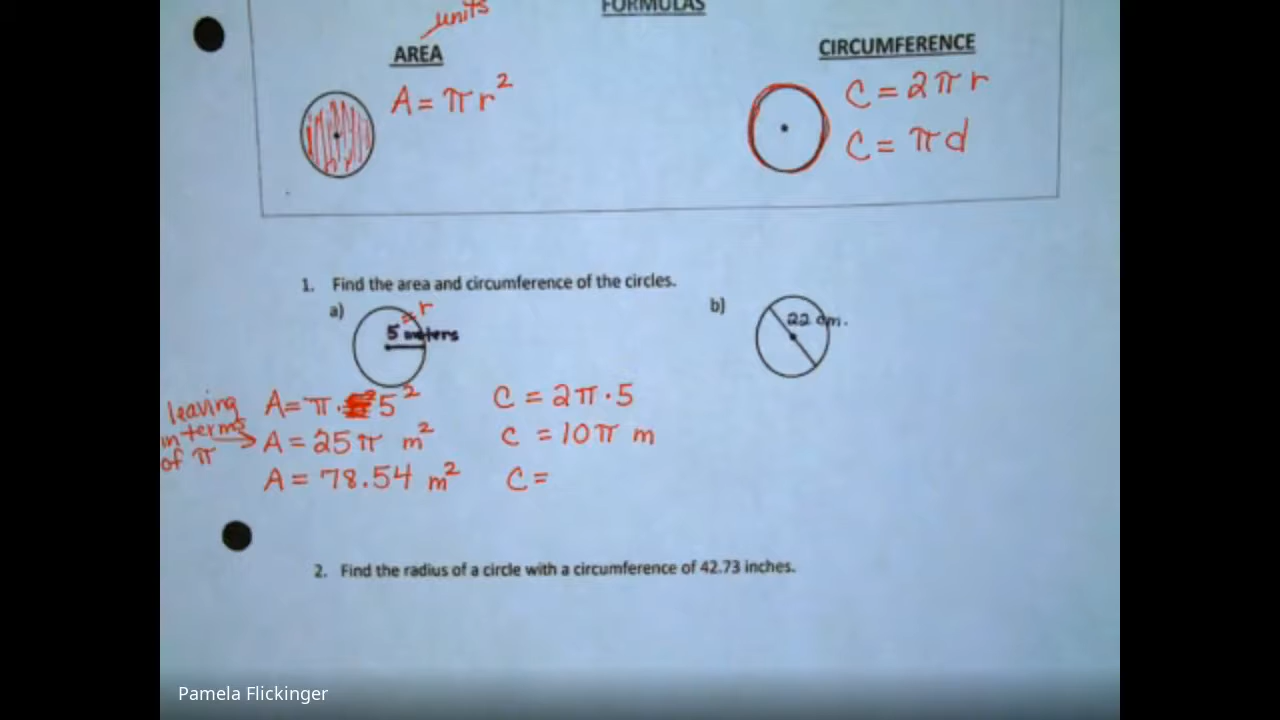 units
FORMULAS
AREA
A = πr²
CIRCUMFERENCE
C = 2πr
C = πd
1. Find the area and circumference of the circles.
a)
= r
5 meters
b)
22 cm.
leaving
in terms
of π
A = π · 5²
A = 25π m²
A = 78.54 m²
C = 2π · 5
C = 10π m
C =
2. Find the radius of a circle with a circumference of 42.73 inches.
Pamela Flickinger